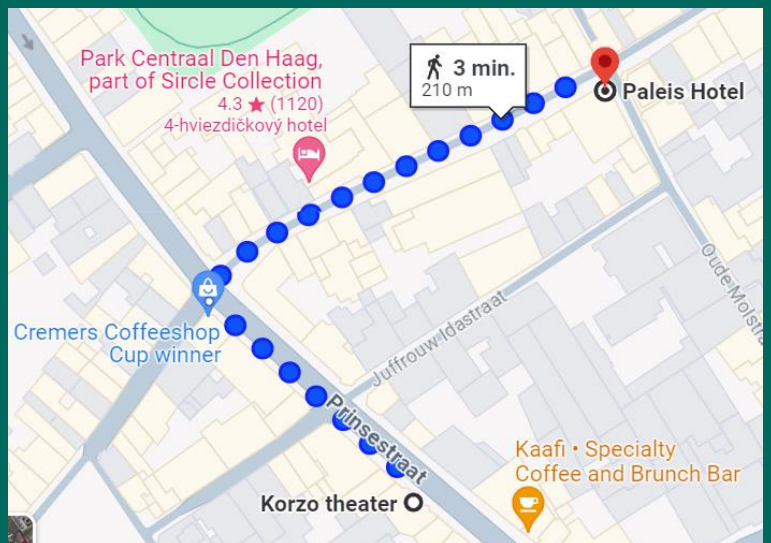 Park Centraal Den Haag,
part of Sircle Collection
4.3 ★ (1120)
4-hviezdičkový hotel
3 min.
210 m
Paleis Hotel
Oude Molstra
Juffrouw Idastraat
Cremers Coffeeshop
Cup winner
Prinsestraat
Kaafi • Specialty
Coffee and Brunch Bar
Korzo theater